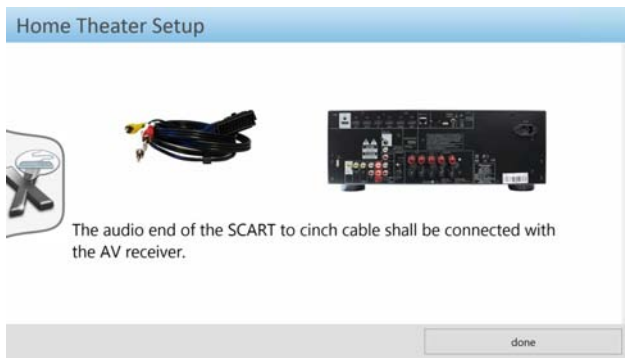 Home Theater Setup
The audio end of the SCART to cinch cable shall be connected with
the AV receiver.
done